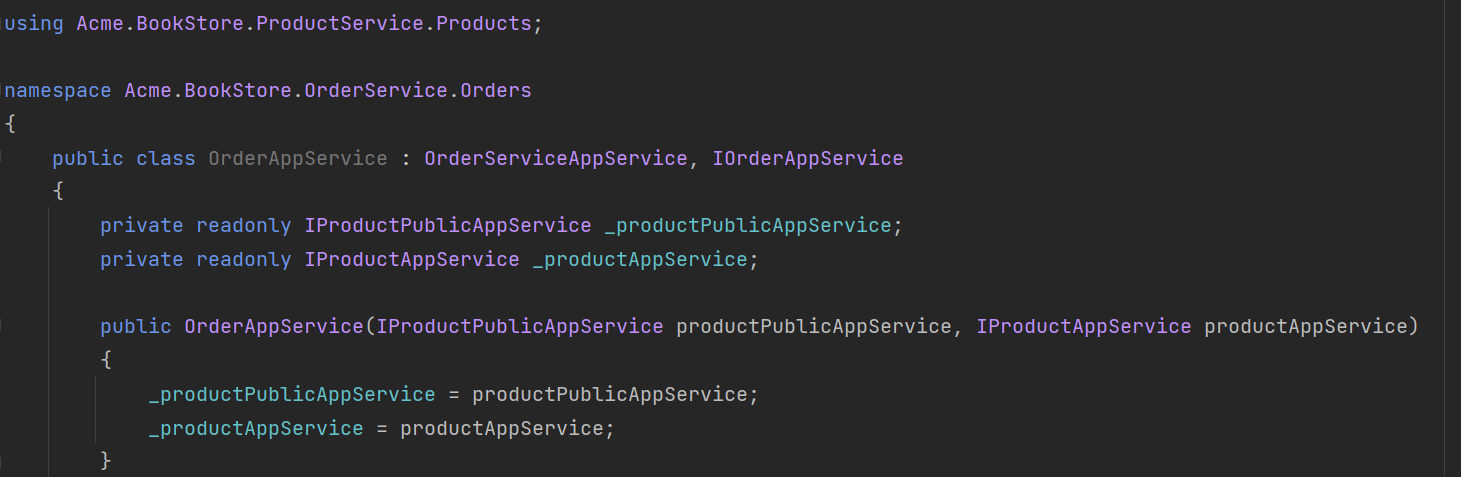 using Acme.BookStore.ProductService.Products;
namespace Acme.BookStore.OrderService.Orders
{
public class OrderAppService : OrderServiceAppService, IOrderAppService
{
private readonly IProductPublicAppService _productPublicAppService;
private readonly IProductAppService _productAppService;
public OrderAppService(IProductPublicAppService productPublicAppService, IProductAppService productAppService)
{
_productPublicAppService = productPublicAppService;
_productAppService = productAppService;
}